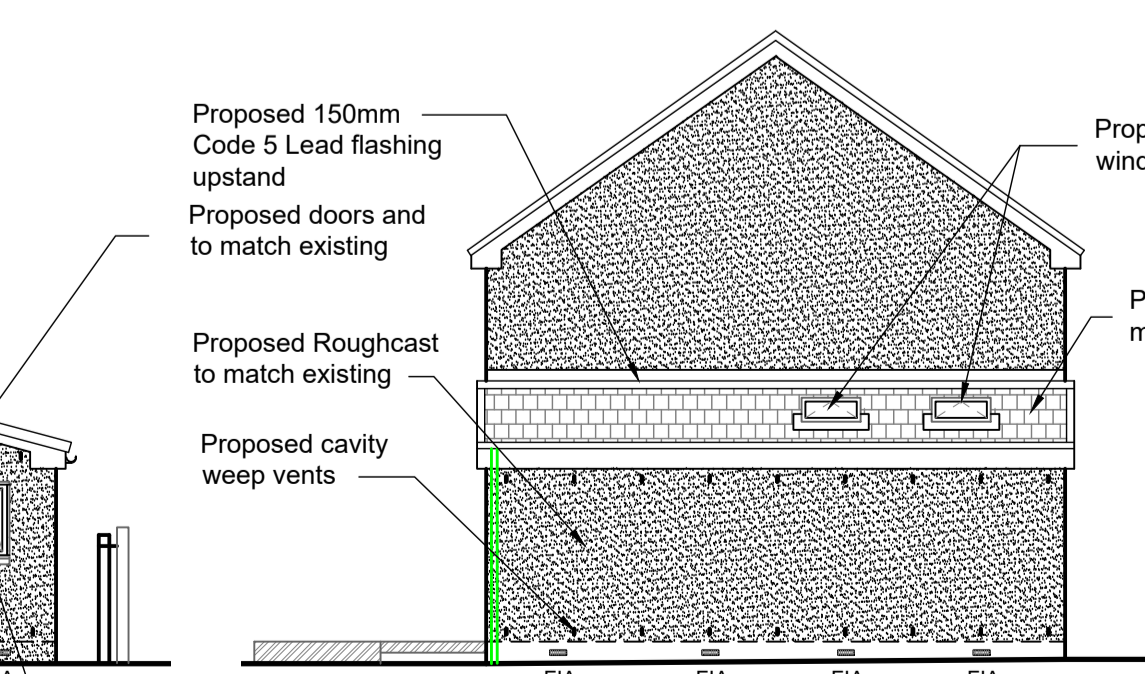 Proposed 150mm
Code 5 Lead flashing
upstand
Proposed doors and
to match existing
Proposed Roughcast
to match existing
Proposed cavity
weep vents